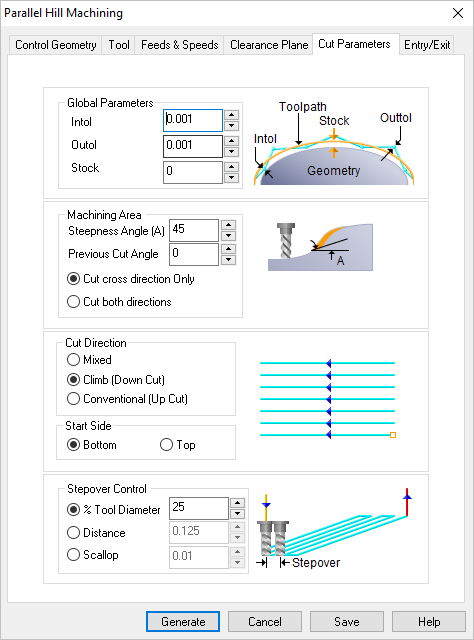 Parallel Hill Machining
Control Geometry Tool Feeds & Speeds Clearance Plane Cut Parameters Entry/Exit
Global Parameters
Intol 0.001
Outol 0.001
Stock 0
Toolpath
Stock
Outtol
Intol
Geometry
Machining Area
Steepness Angle (A) 45
Previous Cut Angle 0
Cut cross direction Only
Cut both directions
A
Cut Direction
Mixed
Climb (Down Cut)
Conventional (Up Cut)
Start Side
Bottom Top
Stepover Control
% Tool Diameter 25
Distance 0.125
Scallop 0.01
Stepover
Generate Cancel Save Help